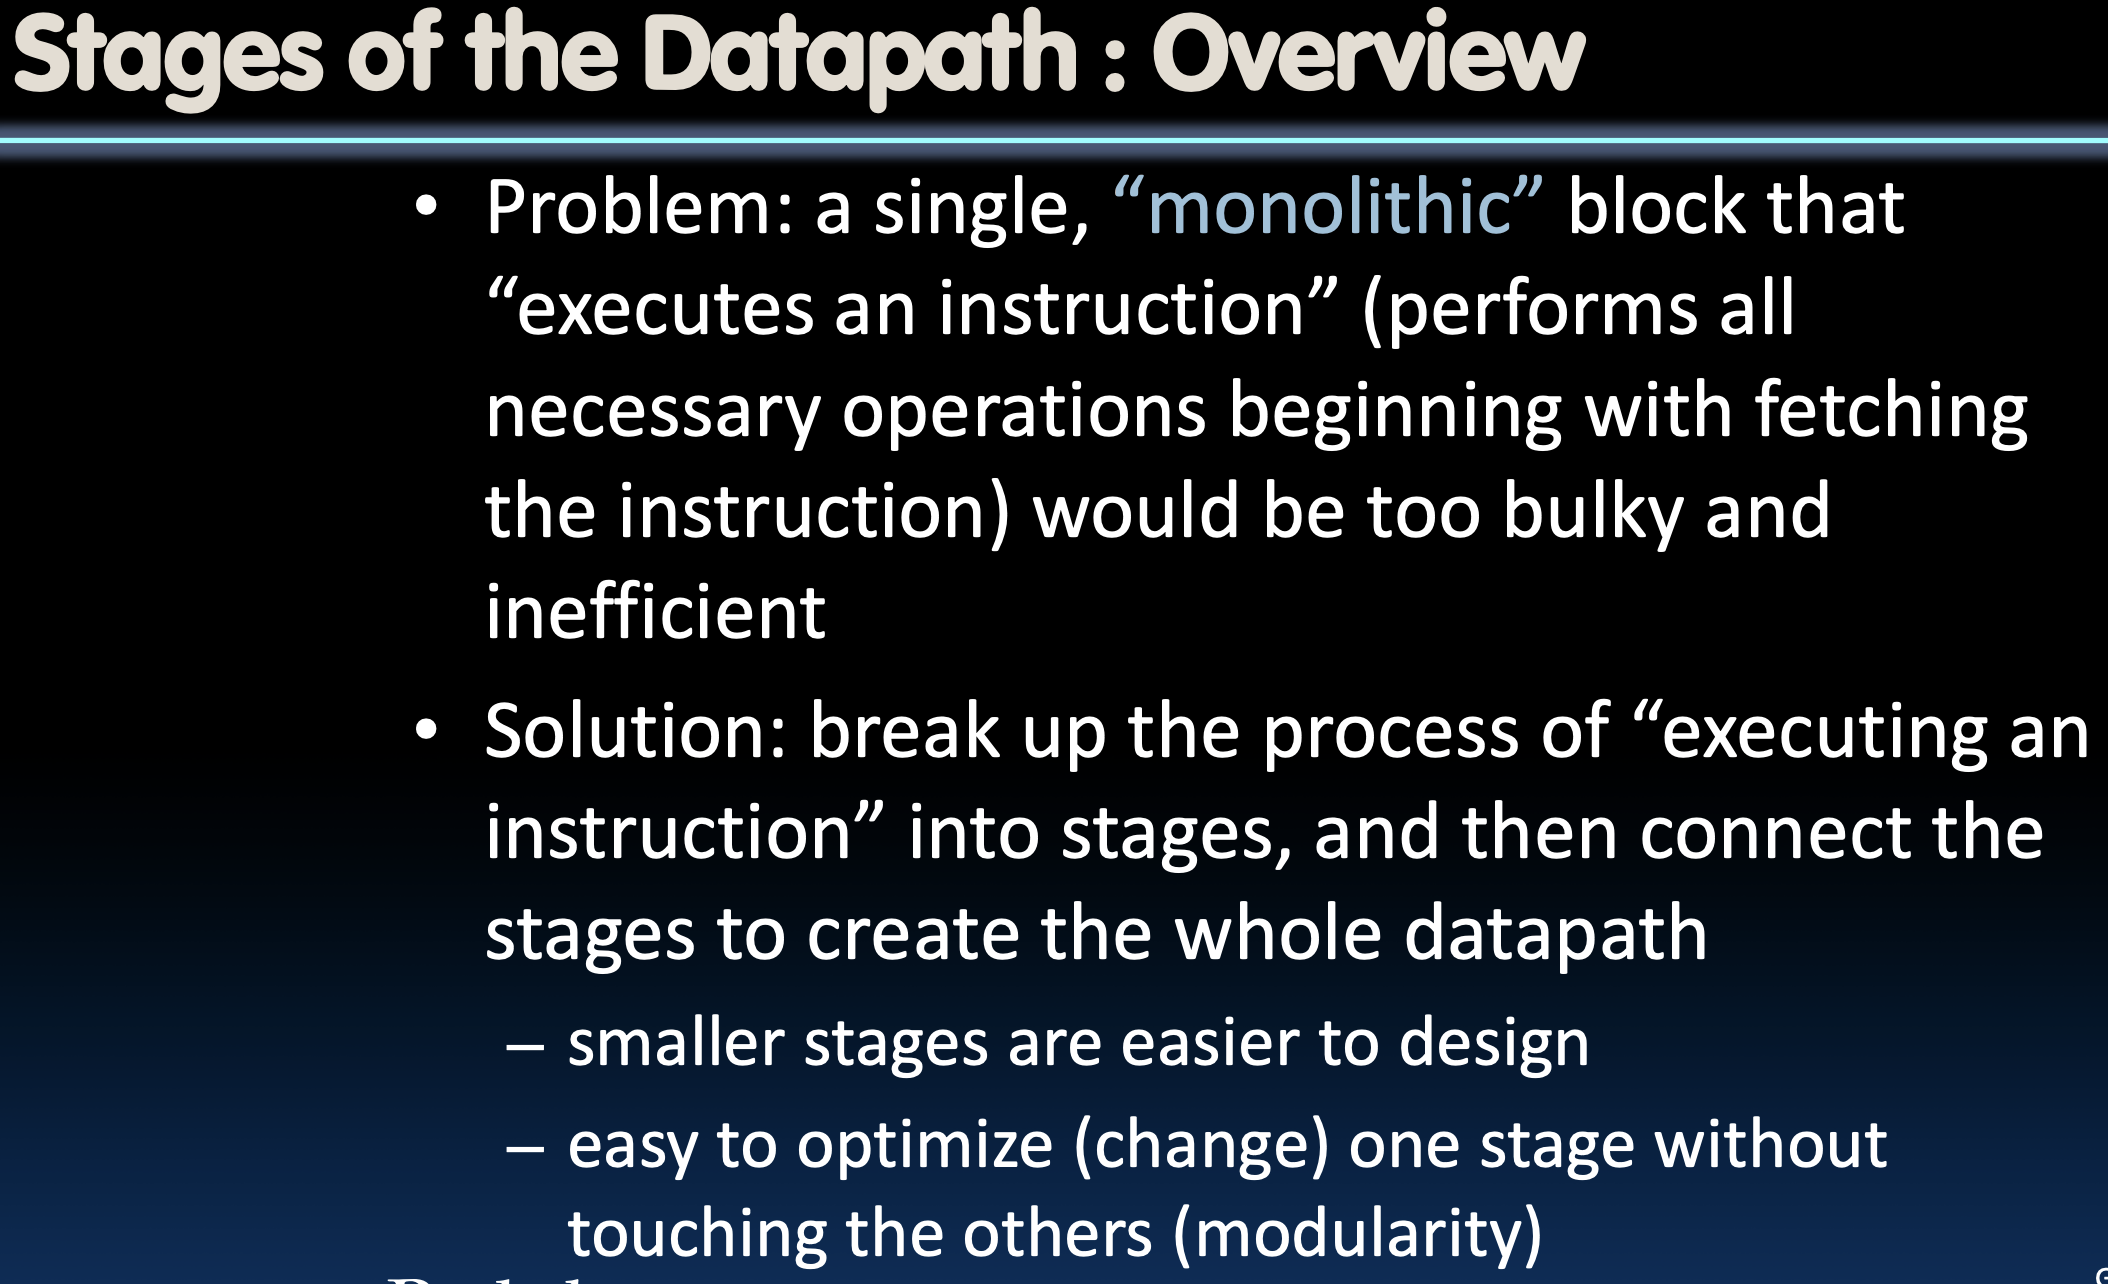 Stages of the Datapath : Overview
• Problem: a single, “monolithic” block that
“executes an instruction” (performs all
necessary operations beginning with fetching
the instruction) would be too bulky and
inefficient
• Solution: break up the process of “executing an
instruction” into stages, and then connect the
stages to create the whole datapath
– smaller stages are easier to design
– easy to optimize (change) one stage without
touching the others (modularity)